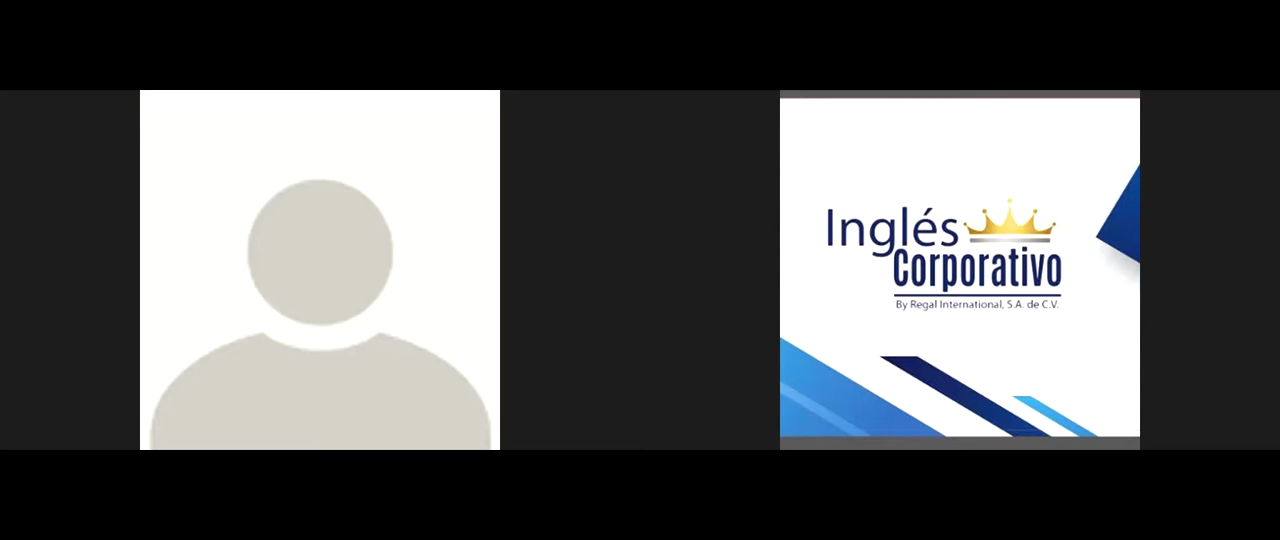 Inglés
Corporativo
By Regal International, S.A. de C.V.